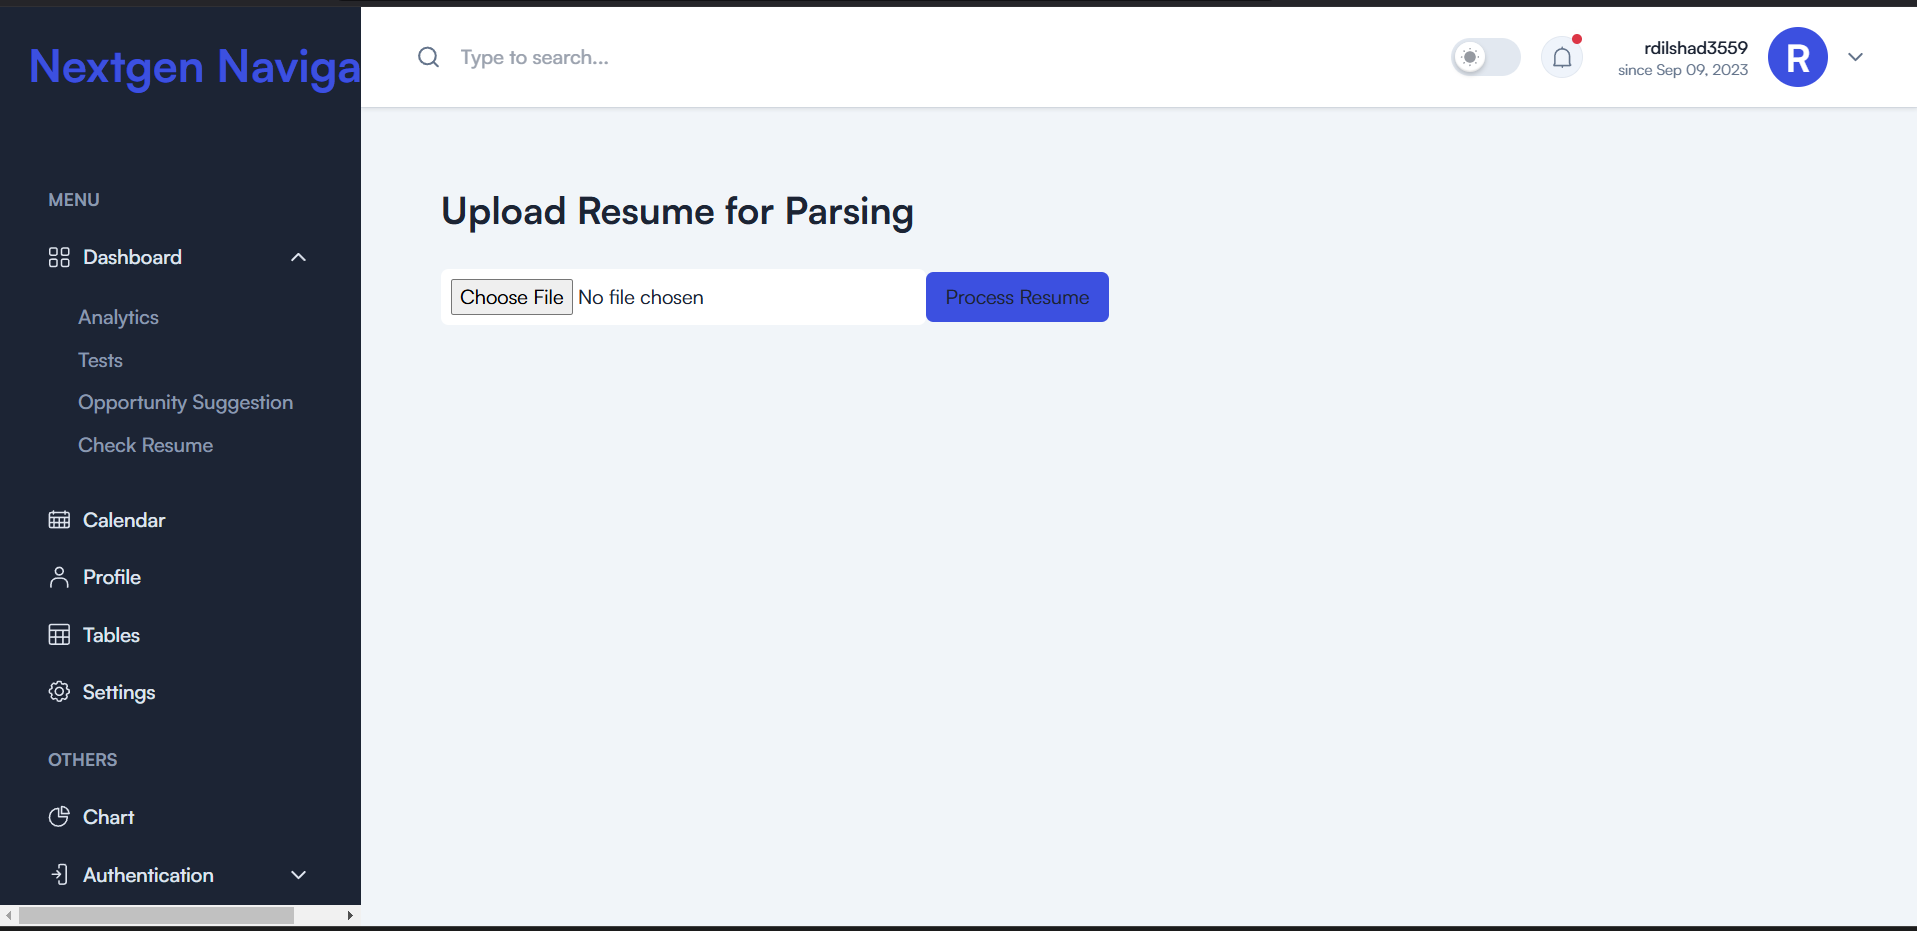 Nextgen Naviga
MENU
Dashboard
Analytics
Tests
Opportunity Suggestion
Check Resume
Calendar
Profile
Tables
Settings
OTHERS
Chart
Authentication
Type to search...
rdilshad3559
since Sep 09, 2023
R
Upload Resume for Parsing
Choose File No file chosen
Process Resume